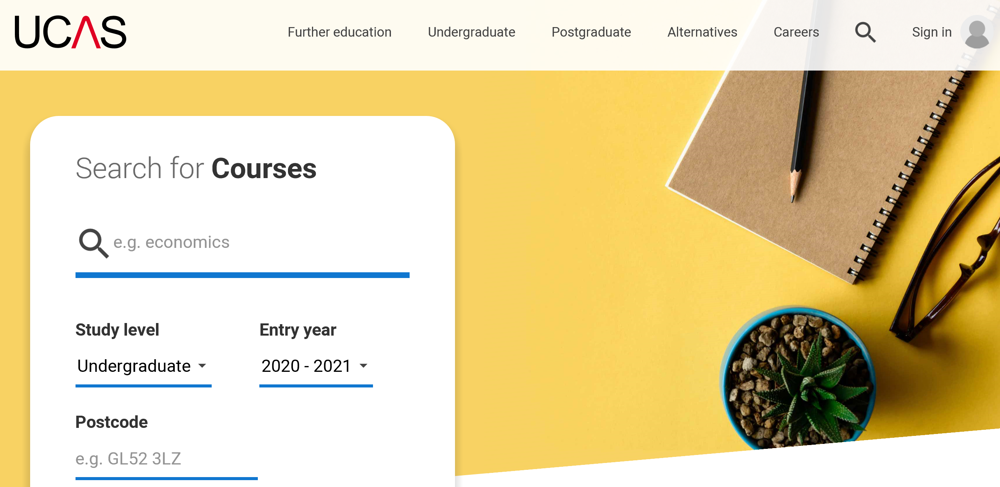 UCAS
Further education Undergraduate Postgraduate Alternatives Careers Sign in
Search for Courses
e.g. economics
Study level Entry year
Undergraduate 2020 - 2021
Postcode
e.g. GL52 3LZ